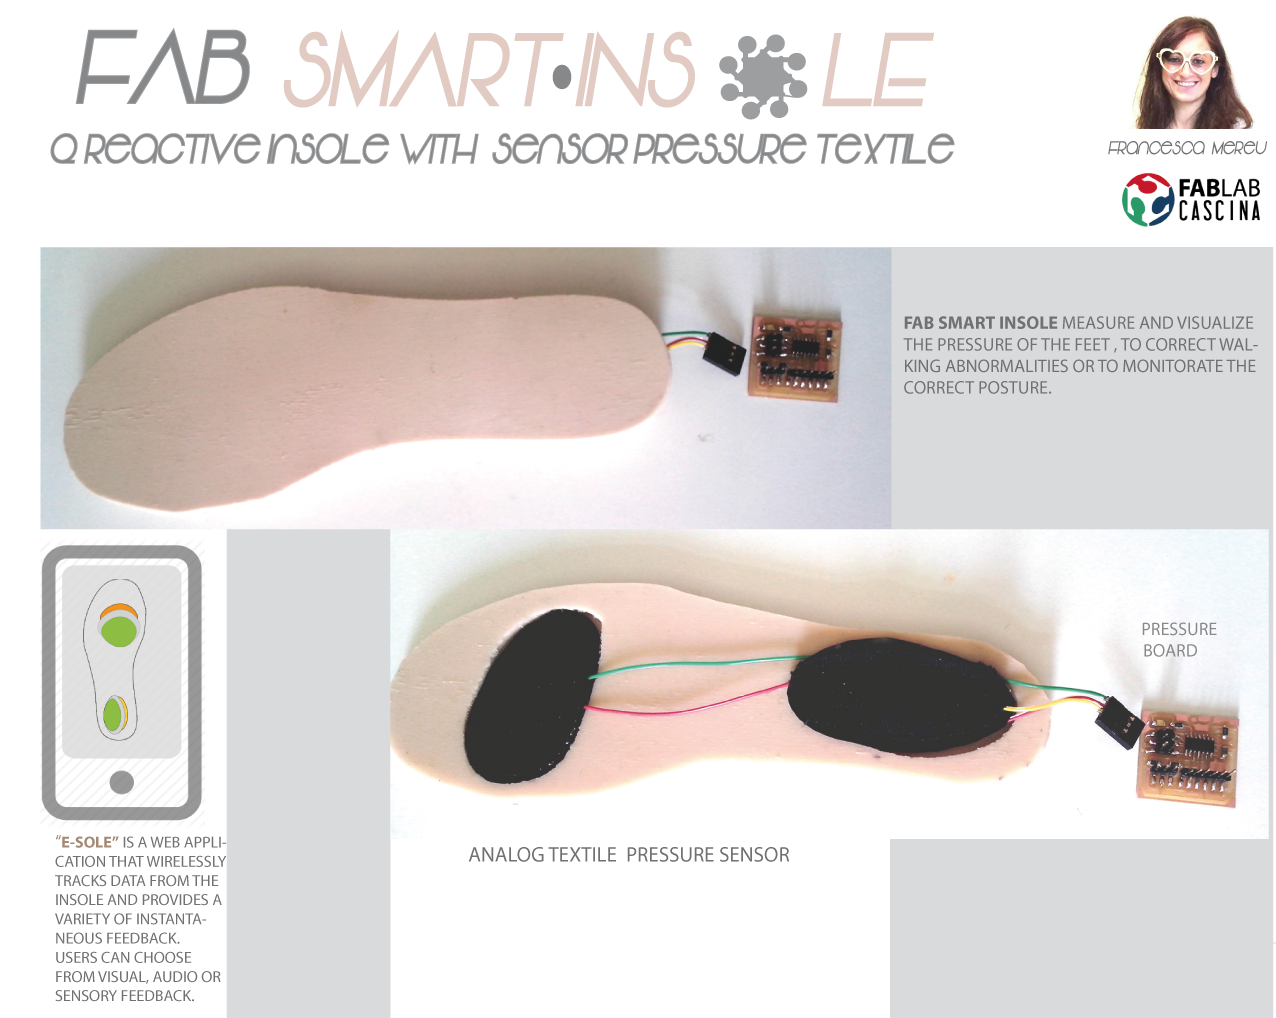 FAB SMART•INSOLE
A REACTIVE INSOLE WITH SENSOR PRESSURE TEXTILE
FRANCESCA MEREU
FABLAB
CASCINA
FAB SMART INSOLE MEASURE AND VISUALIZE
THE PRESSURE OF THE FEET , TO CORRECT WAL-
KING ABNORMALITIES OR TO MONITORATE THE
CORRECT POSTURE.
PRESSURE
BOARD
"E-SOLE" IS A WEB APPLI-
CATION THAT WIRELESSLY
TRACKS DATA FROM THE
INSOLE AND PROVIDES A
VARIETY OF INSTANTA-
NEOUS FEEDBACK.
USERS CAN CHOOSE
FROM VISUAL, AUDIO OR
SENSORY FEEDBACK.
ANALOG TEXTILE PRESSURE SENSOR